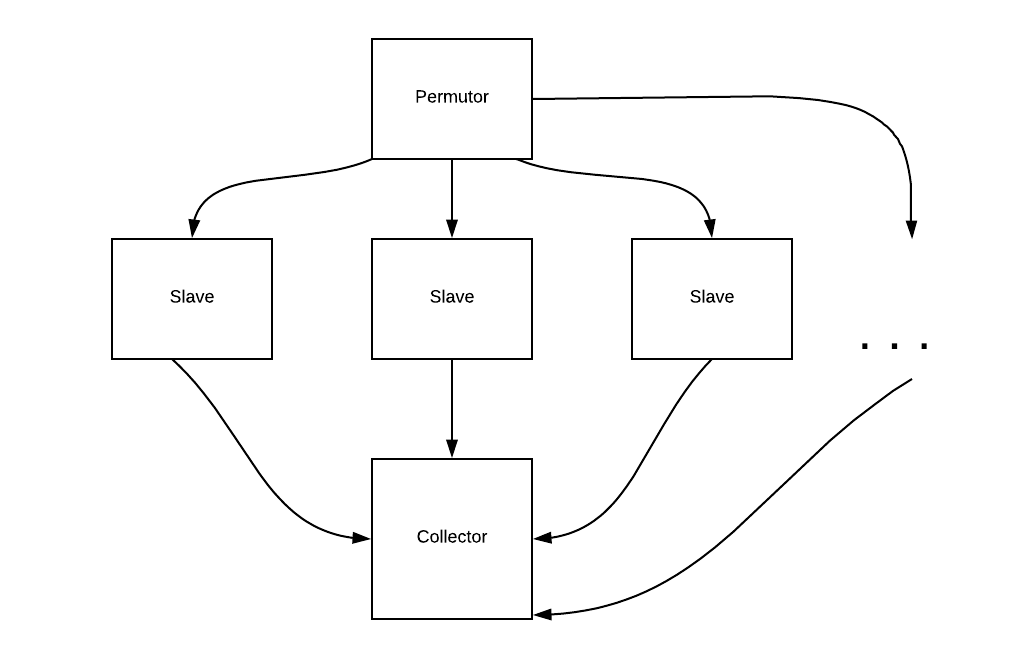 Permutor
Slave
Slave
Slave
. . .
Collector